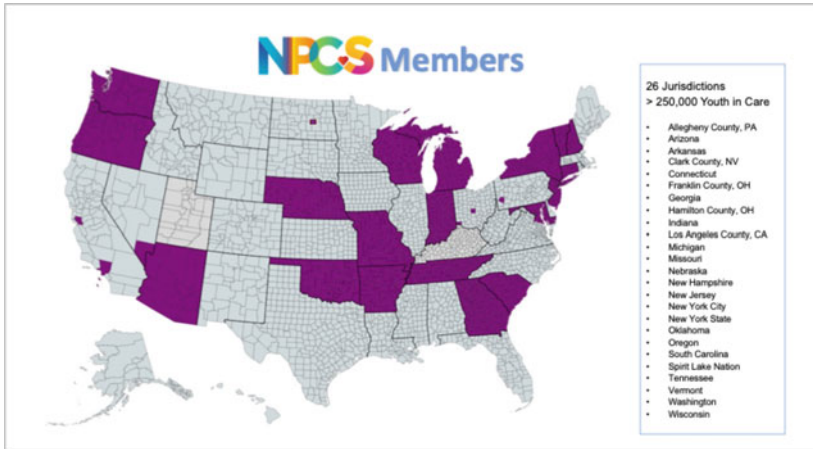 NPCS Members
26 Jurisdictions
> 250,000 Youth in Care
• Allegheny County, PA
• Arizona
• Arkansas
• Clark County, NV
• Connecticut
• Franklin County, OH
• Georgia
• Hamilton County, OH
• Indiana
• Los Angeles County, CA
• Michigan
• Missouri
• Nebraska
• New Hampshire
• New Jersey
• New York City
• New York State
• Oklahoma
• Oregon
• South Carolina
• Spirit Lake Nation
• Tennessee
• Vermont
• Washington
• Wisconsin